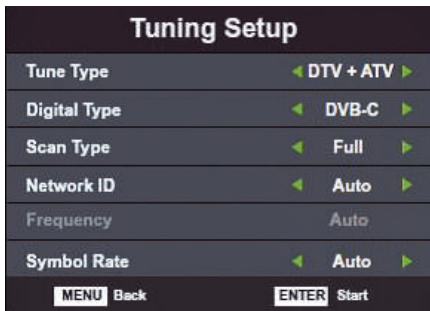 Tuning Setup
Tune Type DTV + ATV
Digital Type DVB-C
Scan Type Full
Network ID Auto
Frequency Auto
Symbol Rate Auto
MENU Back ENTER Start